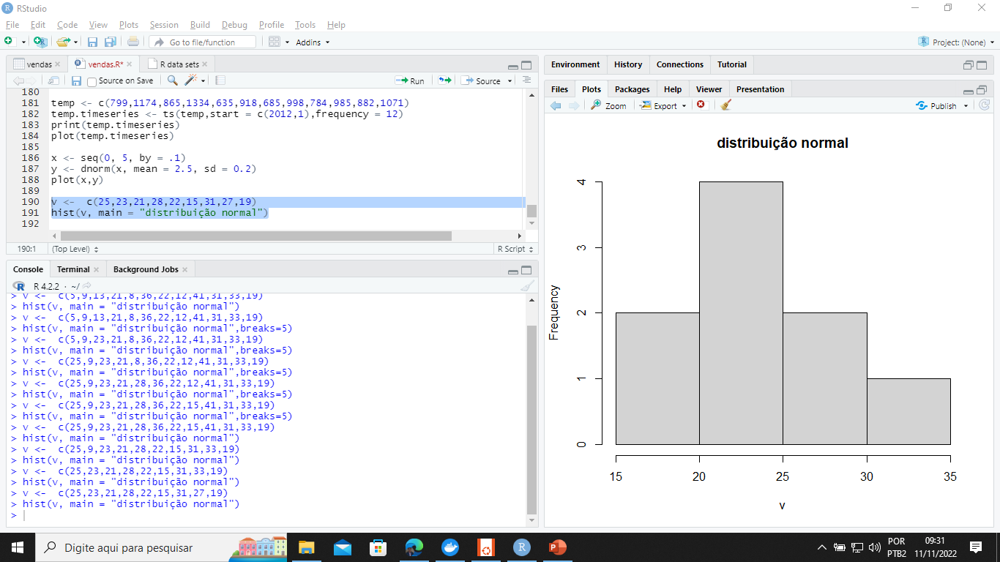 RStudio
File Edit Code View Plots Session Build Debug Profile Tools Help
Go to file/function Addins Project: (None)
vendas vendas.R* R data sets
Source on Save Run Source
180
181 temp <- c(799,1174,865,1334,635,918,685,998,784,985,882,1071)
182 temp.timeseries <- ts(temp,start = c(2012,1),frequency = 12)
183 print(temp.timeseries)
184 plot(temp.timeseries)
185
186 x <- seq(0, 5, by = .1)
187 y <- dnorm(x, mean = 2.5, sd = 0.2)
188 plot(x,y)
189
190 v <-  c(25,23,21,28,22,15,31,27,19)
191 hist(v, main = "distribuição normal")
192
190:1 (Top Level) R Script
Console Terminal Background Jobs
R 4.2.2 · ~/
> v <-  c(5,9,13,21,8,36,22,12,41,31,33,19)
> hist(v, main = "distribuição normal")
> v <-  c(5,9,13,21,8,36,22,12,41,31,33,19)
> hist(v, main = "distribuição normal",breaks=5)
> v <-  c(5,9,23,21,8,36,22,12,41,31,33,19)
> hist(v, main = "distribuição normal",breaks=5)
> v <-  c(25,9,23,21,8,36,22,12,41,31,33,19)
> hist(v, main = "distribuição normal",breaks=5)
> v <-  c(25,9,23,21,28,36,22,12,41,31,33,19)
> hist(v, main = "distribuição normal",breaks=5)
> v <-  c(25,9,23,21,28,36,22,15,41,31,33,19)
> hist(v, main = "distribuição normal",breaks=5)
> v <-  c(25,9,23,21,28,36,22,15,41,31,33,19)
> hist(v, main = "distribuição normal")
> v <-  c(25,9,23,21,28,22,15,31,33,19)
> hist(v, main = "distribuição normal")
> v <-  c(25,23,21,28,22,15,31,33,19)
> hist(v, main = "distribuição normal")
> v <-  c(25,23,21,28,22,15,31,27,19)
> hist(v, main = "distribuição normal")
>
Environment History Connections Tutorial
Files Plots Packages Help Viewer Presentation
Zoom Export Publish
distribuição normal
Frequency
4
3
2
1
0
15 20 25 30 35
v
Digite aqui para pesquisar
POR
PTB2
09:31
11/11/2022